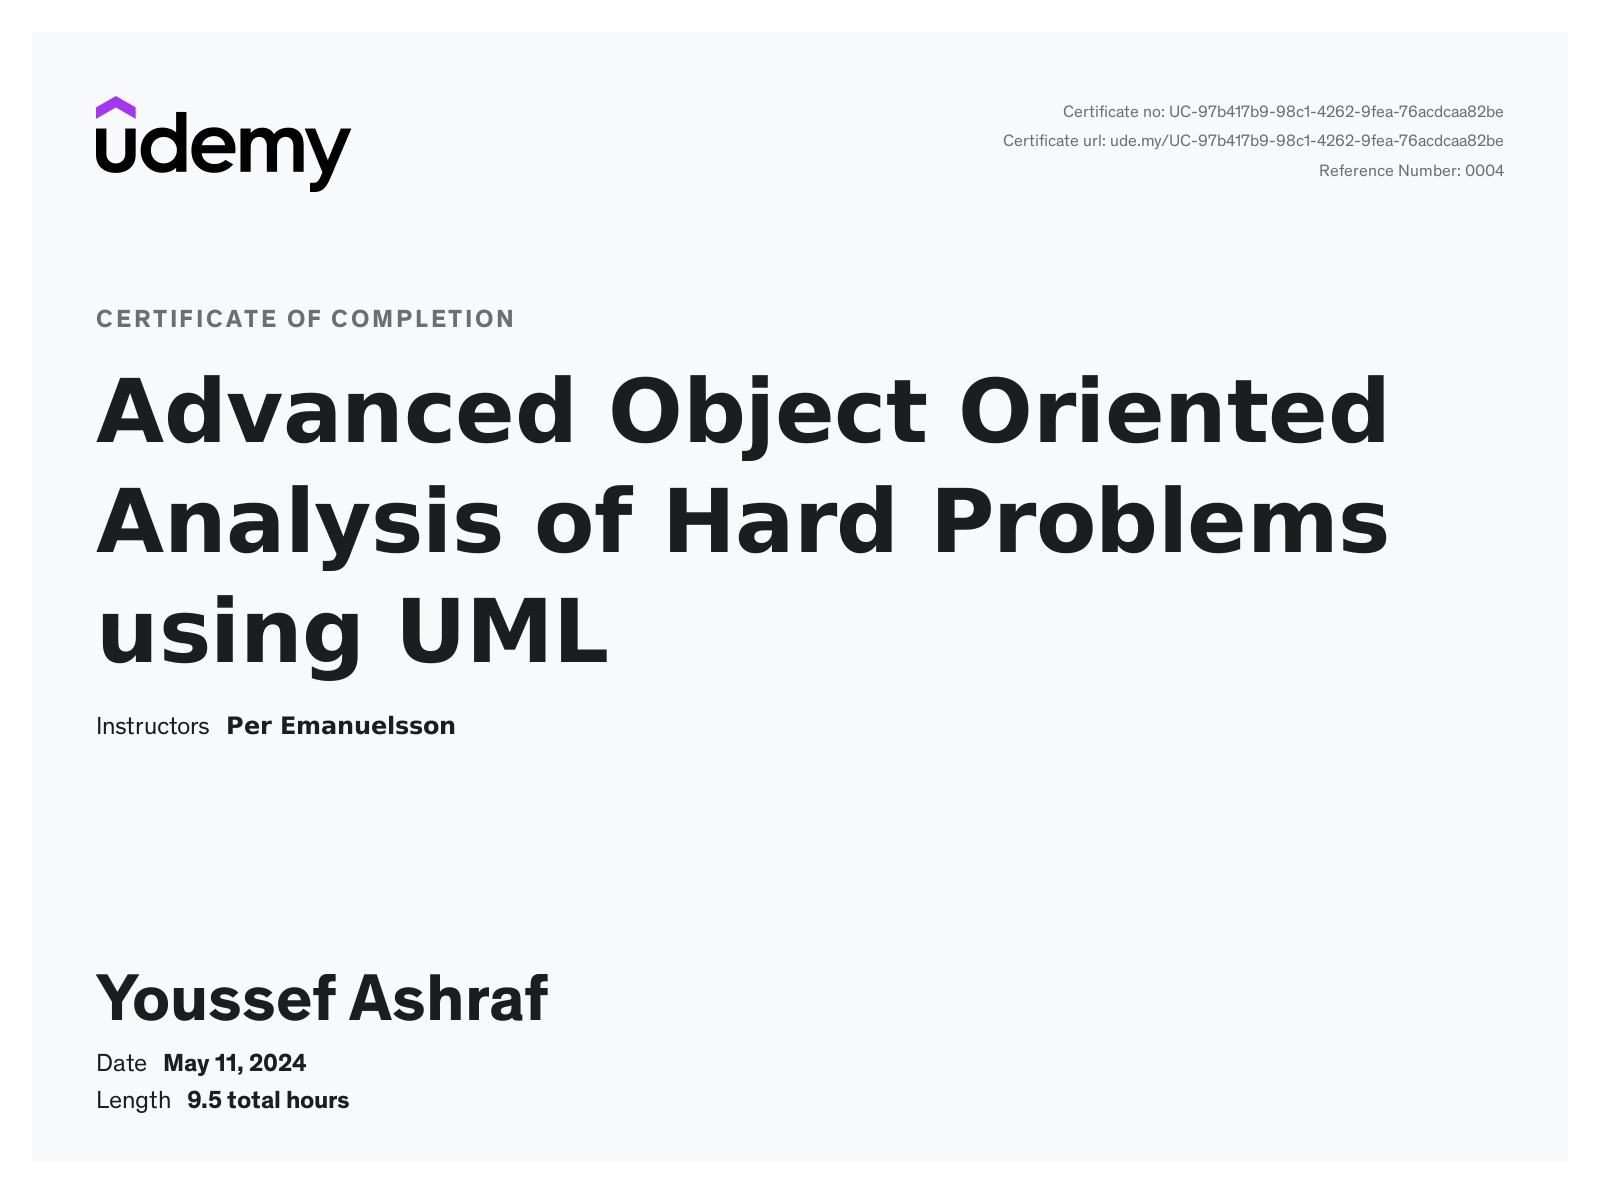 udemy
Certificate no: UC-97b417b9-98c1-4262-9fea-76acdcaa82be
Certificate url: ude.my/UC-97b417b9-98c1-4262-9fea-76acdcaa82be
Reference Number: 0004
CERTIFICATE OF COMPLETION
Advanced Object Oriented
Analysis of Hard Problems
using UML
Instructors Per Emanuelsson
Youssef Ashraf
Date May 11, 2024
Length 9.5 total hours